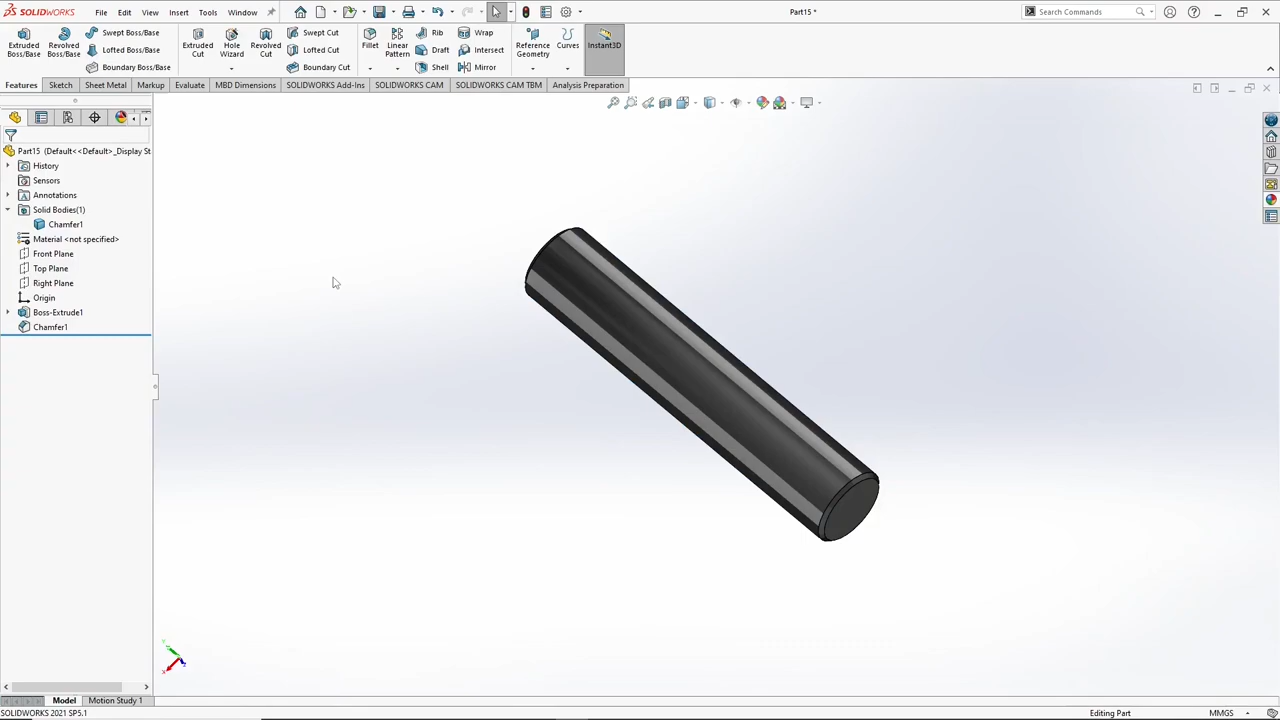 SOLIDWORKS File Edit View Insert Tools Window Part15 * Search Commands
Extruded Boss/Base
Revolved Boss/Base
Swept Boss/Base
Lofted Boss/Base
Boundary Boss/Base
Extruded Cut
Hole Wizard
Revolved Cut
Swept Cut
Lofted Cut
Boundary Cut
Fillet
Linear Pattern
Rib
Draft
Shell
Wrap
Intersect
Mirror
Reference Geometry
Curves
Instant3D
Features Sketch Sheet Metal Markup Evaluate MBD Dimensions SOLIDWORKS Add-Ins SOLIDWORKS CAM SOLIDWORKS CAM TBM Analysis Preparation
Part15 (Default<<Default>_Display St
History
Sensors
Annotations
Solid Bodies(1)
Chamfer1
Material <not specified>
Front Plane
Top Plane
Right Plane
Origin
Boss-Extrude1
Chamfer1
Y
X
Z
Model Motion Study 1
SOLIDWORKS 2021 SP5.1 Editing Part MMGS